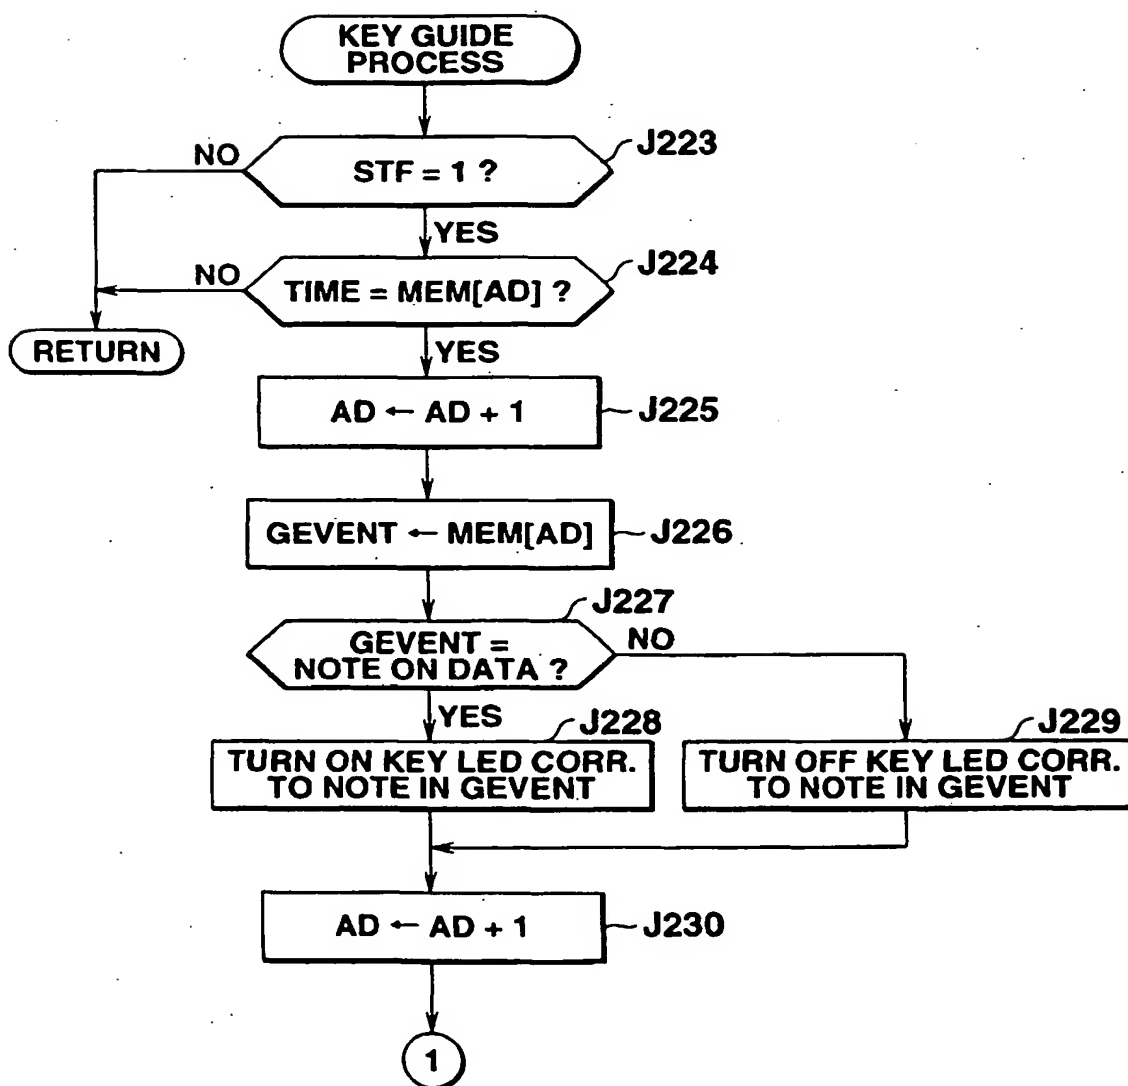 KEY GUIDE
PROCESS
J223
NO
STF = 1 ?
YES
J224
NO
TIME = MEM[AD] ?
RETURN
YES
AD ← AD + 1
J225
GEVENT ← MEM[AD]
J226
J227
GEVENT =
NOTE ON DATA ?
NO
YES
J228
J229
TURN ON KEY LED CORR.
TO NOTE IN GEVENT
TURN OFF KEY LED CORR.
TO NOTE IN GEVENT
AD ← AD + 1
J230
1